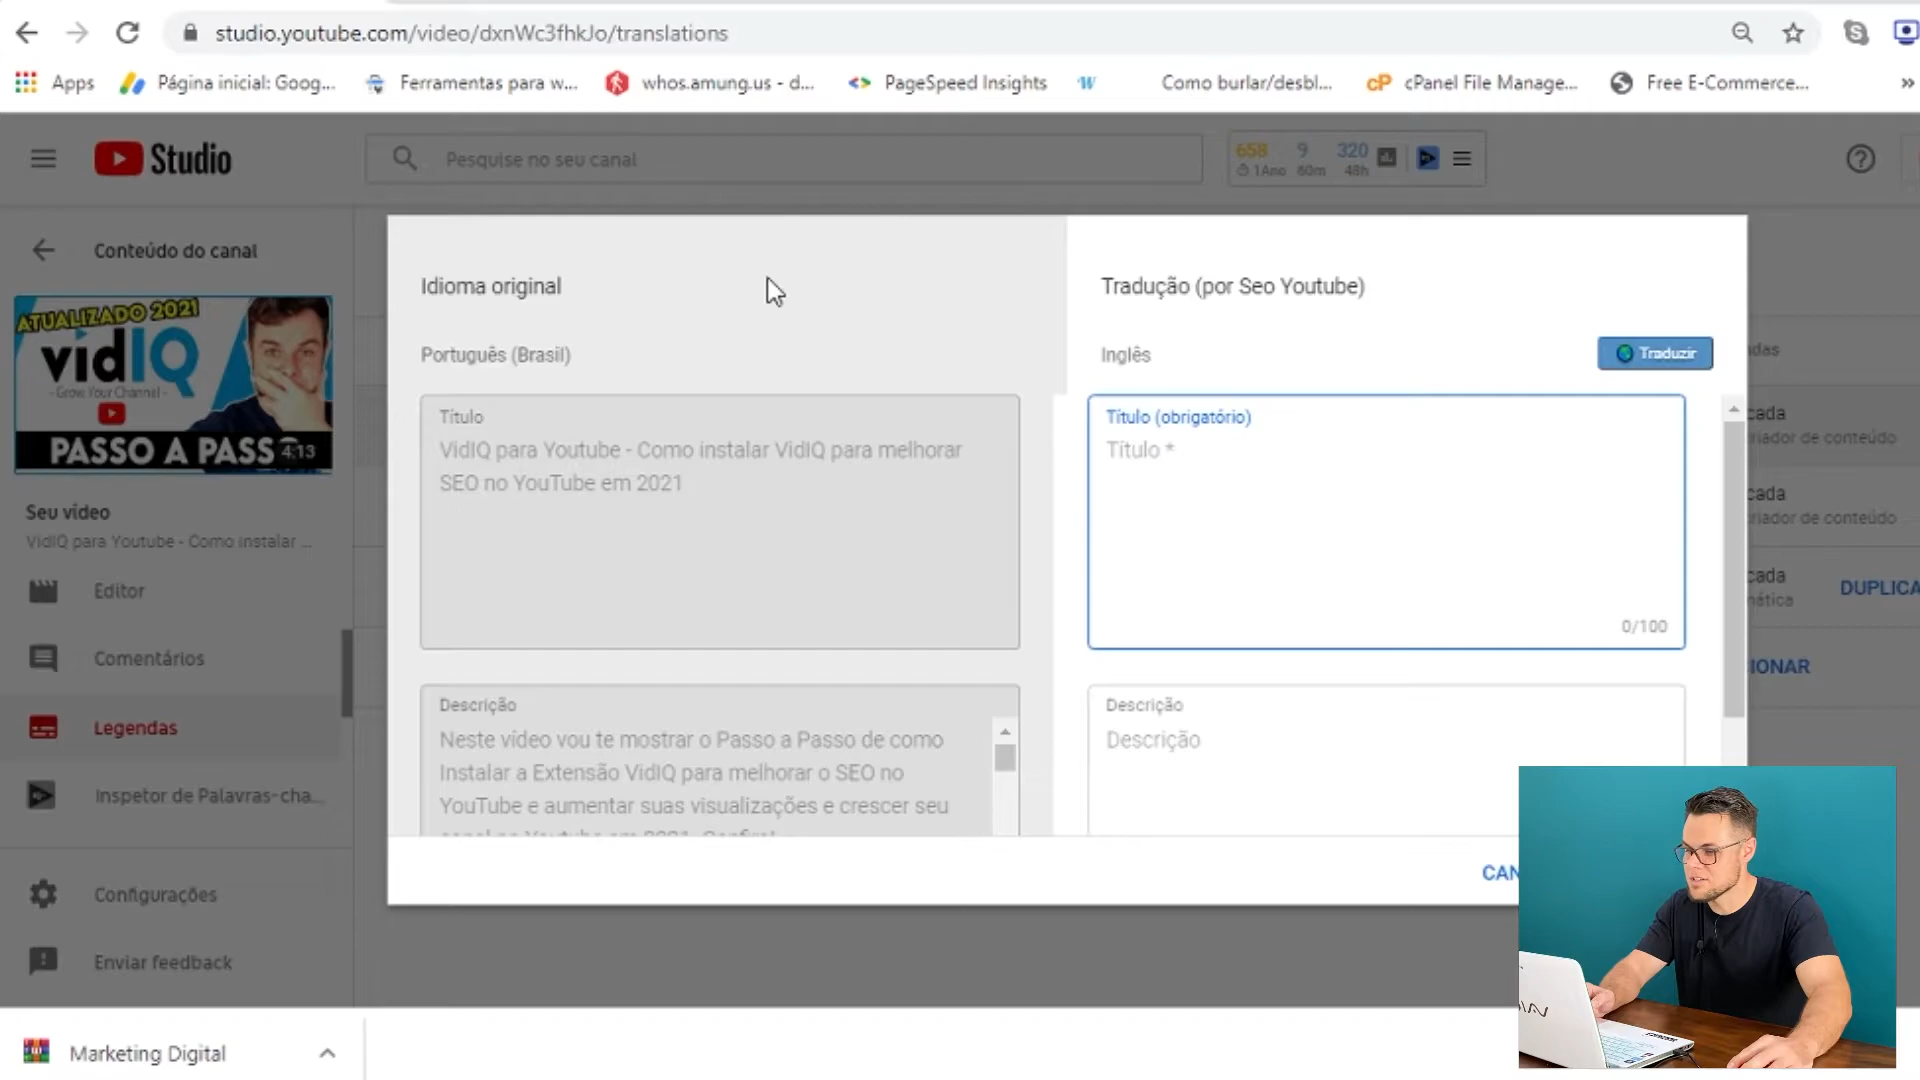 studio.youtube.com/video/dxnWc3fhkJo/translations
Apps
Página inicial: Goog...
Ferramentas para w...
whos.amung.us - d...
PageSpeed Insights
Como burlar/desbl...
cP
cPanel File Manage...
Free E-Commerce...
»
Studio
Pesquise no seu canal
658 9 320
1Ano 60m 48h
Conteúdo do canal
ATUALIZADO 2021
vidIQ
- Grow Your Channel -
PASSO A PASS
4:13
Seu vídeo
VidIQ para Youtube - Como instalar ...
Editor
Comentários
Legendas
Inspetor de Palavras-cha...
Configurações
Enviar feedback
Idioma original
Português (Brasil)
Título
VidIQ para Youtube - Como instalar VidIQ para melhorar
SEO no YouTube em 2021
Descrição
Neste vídeo vou te mostrar o Passo a Passo de como
Instalar a Extensão VidIQ para melhorar o SEO no
YouTube e aumentar suas visualizações e crescer seu
Tradução (por Seo Youtube)
Inglês
Traduzir
Título (obrigatório)
Título *
0/100
Descrição
Descrição
CAN
DUPLICA
IONAR
Marketing Digital